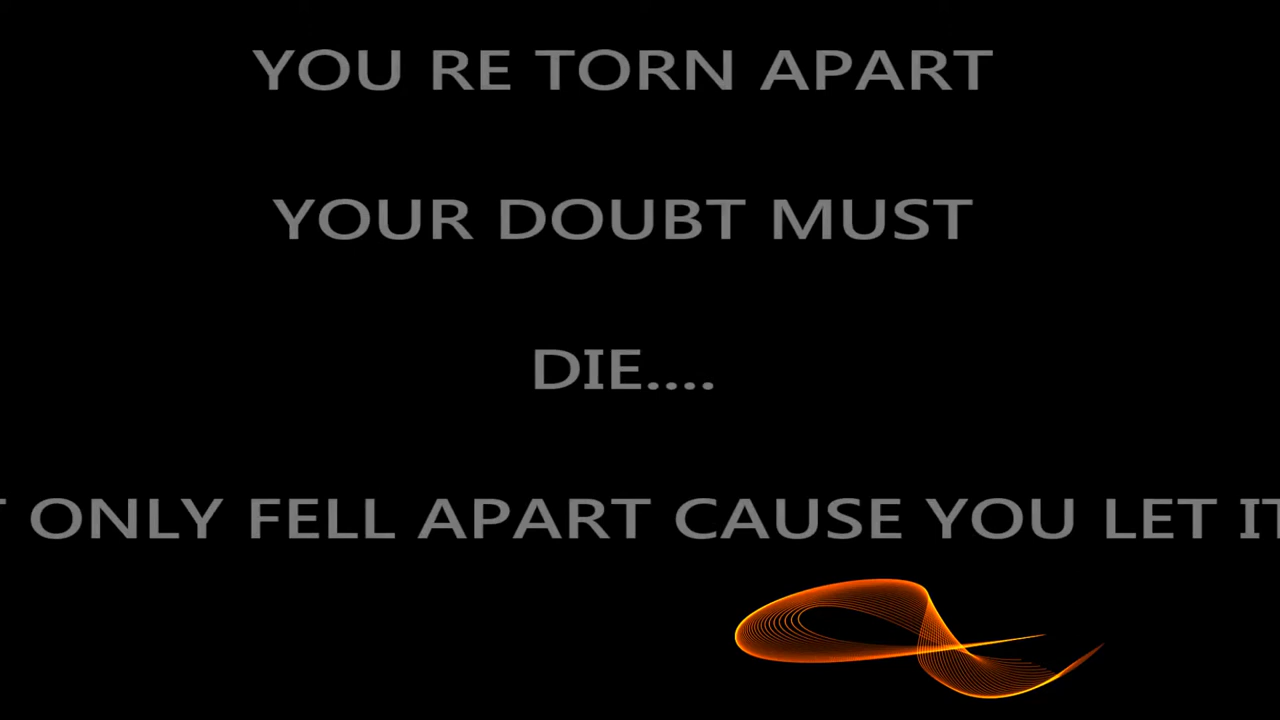 YOU RE TORN APART
YOUR DOUBT MUST
DIE....
ONLY FELL APART CAUSE YOU LET IT